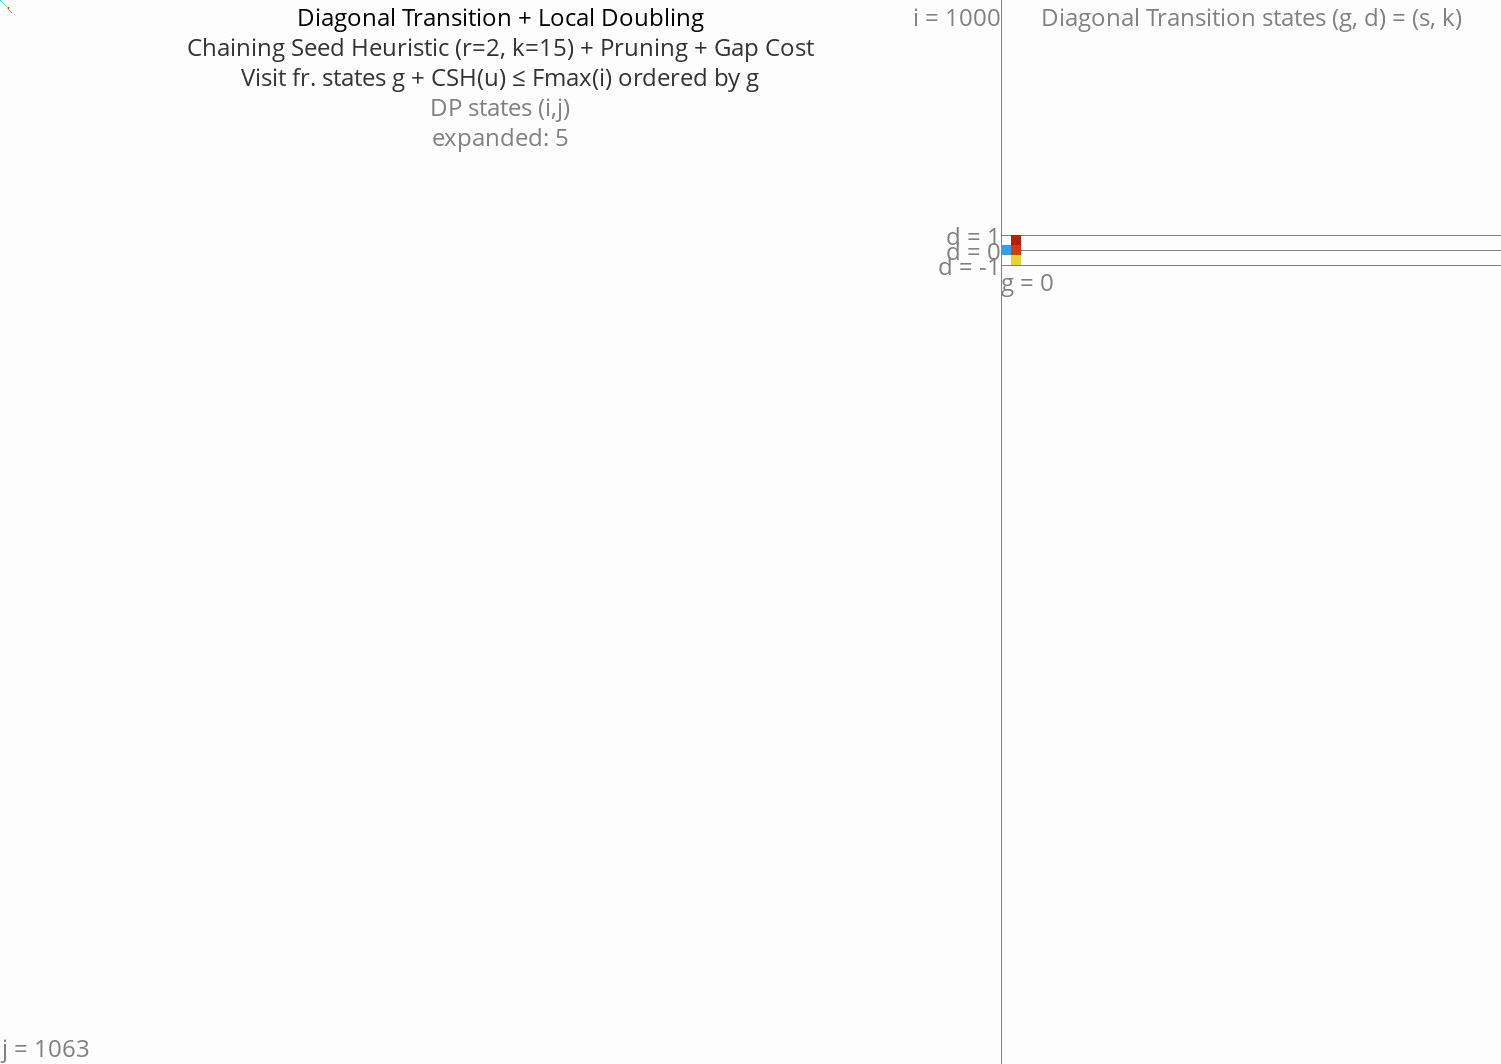 Diagonal Transition + Local Doubling
Chaining Seed Heuristic (r=2, k=15) + Pruning + Gap Cost
Visit fr. states g + CSH(u) ≤ Fmax(i) ordered by g
DP states (i,j)
expanded: 5
i = 1000
Diagonal Transition states (g, d) = (s, k)
d = 1
d = 0
d = -1
g = 0
j = 1063